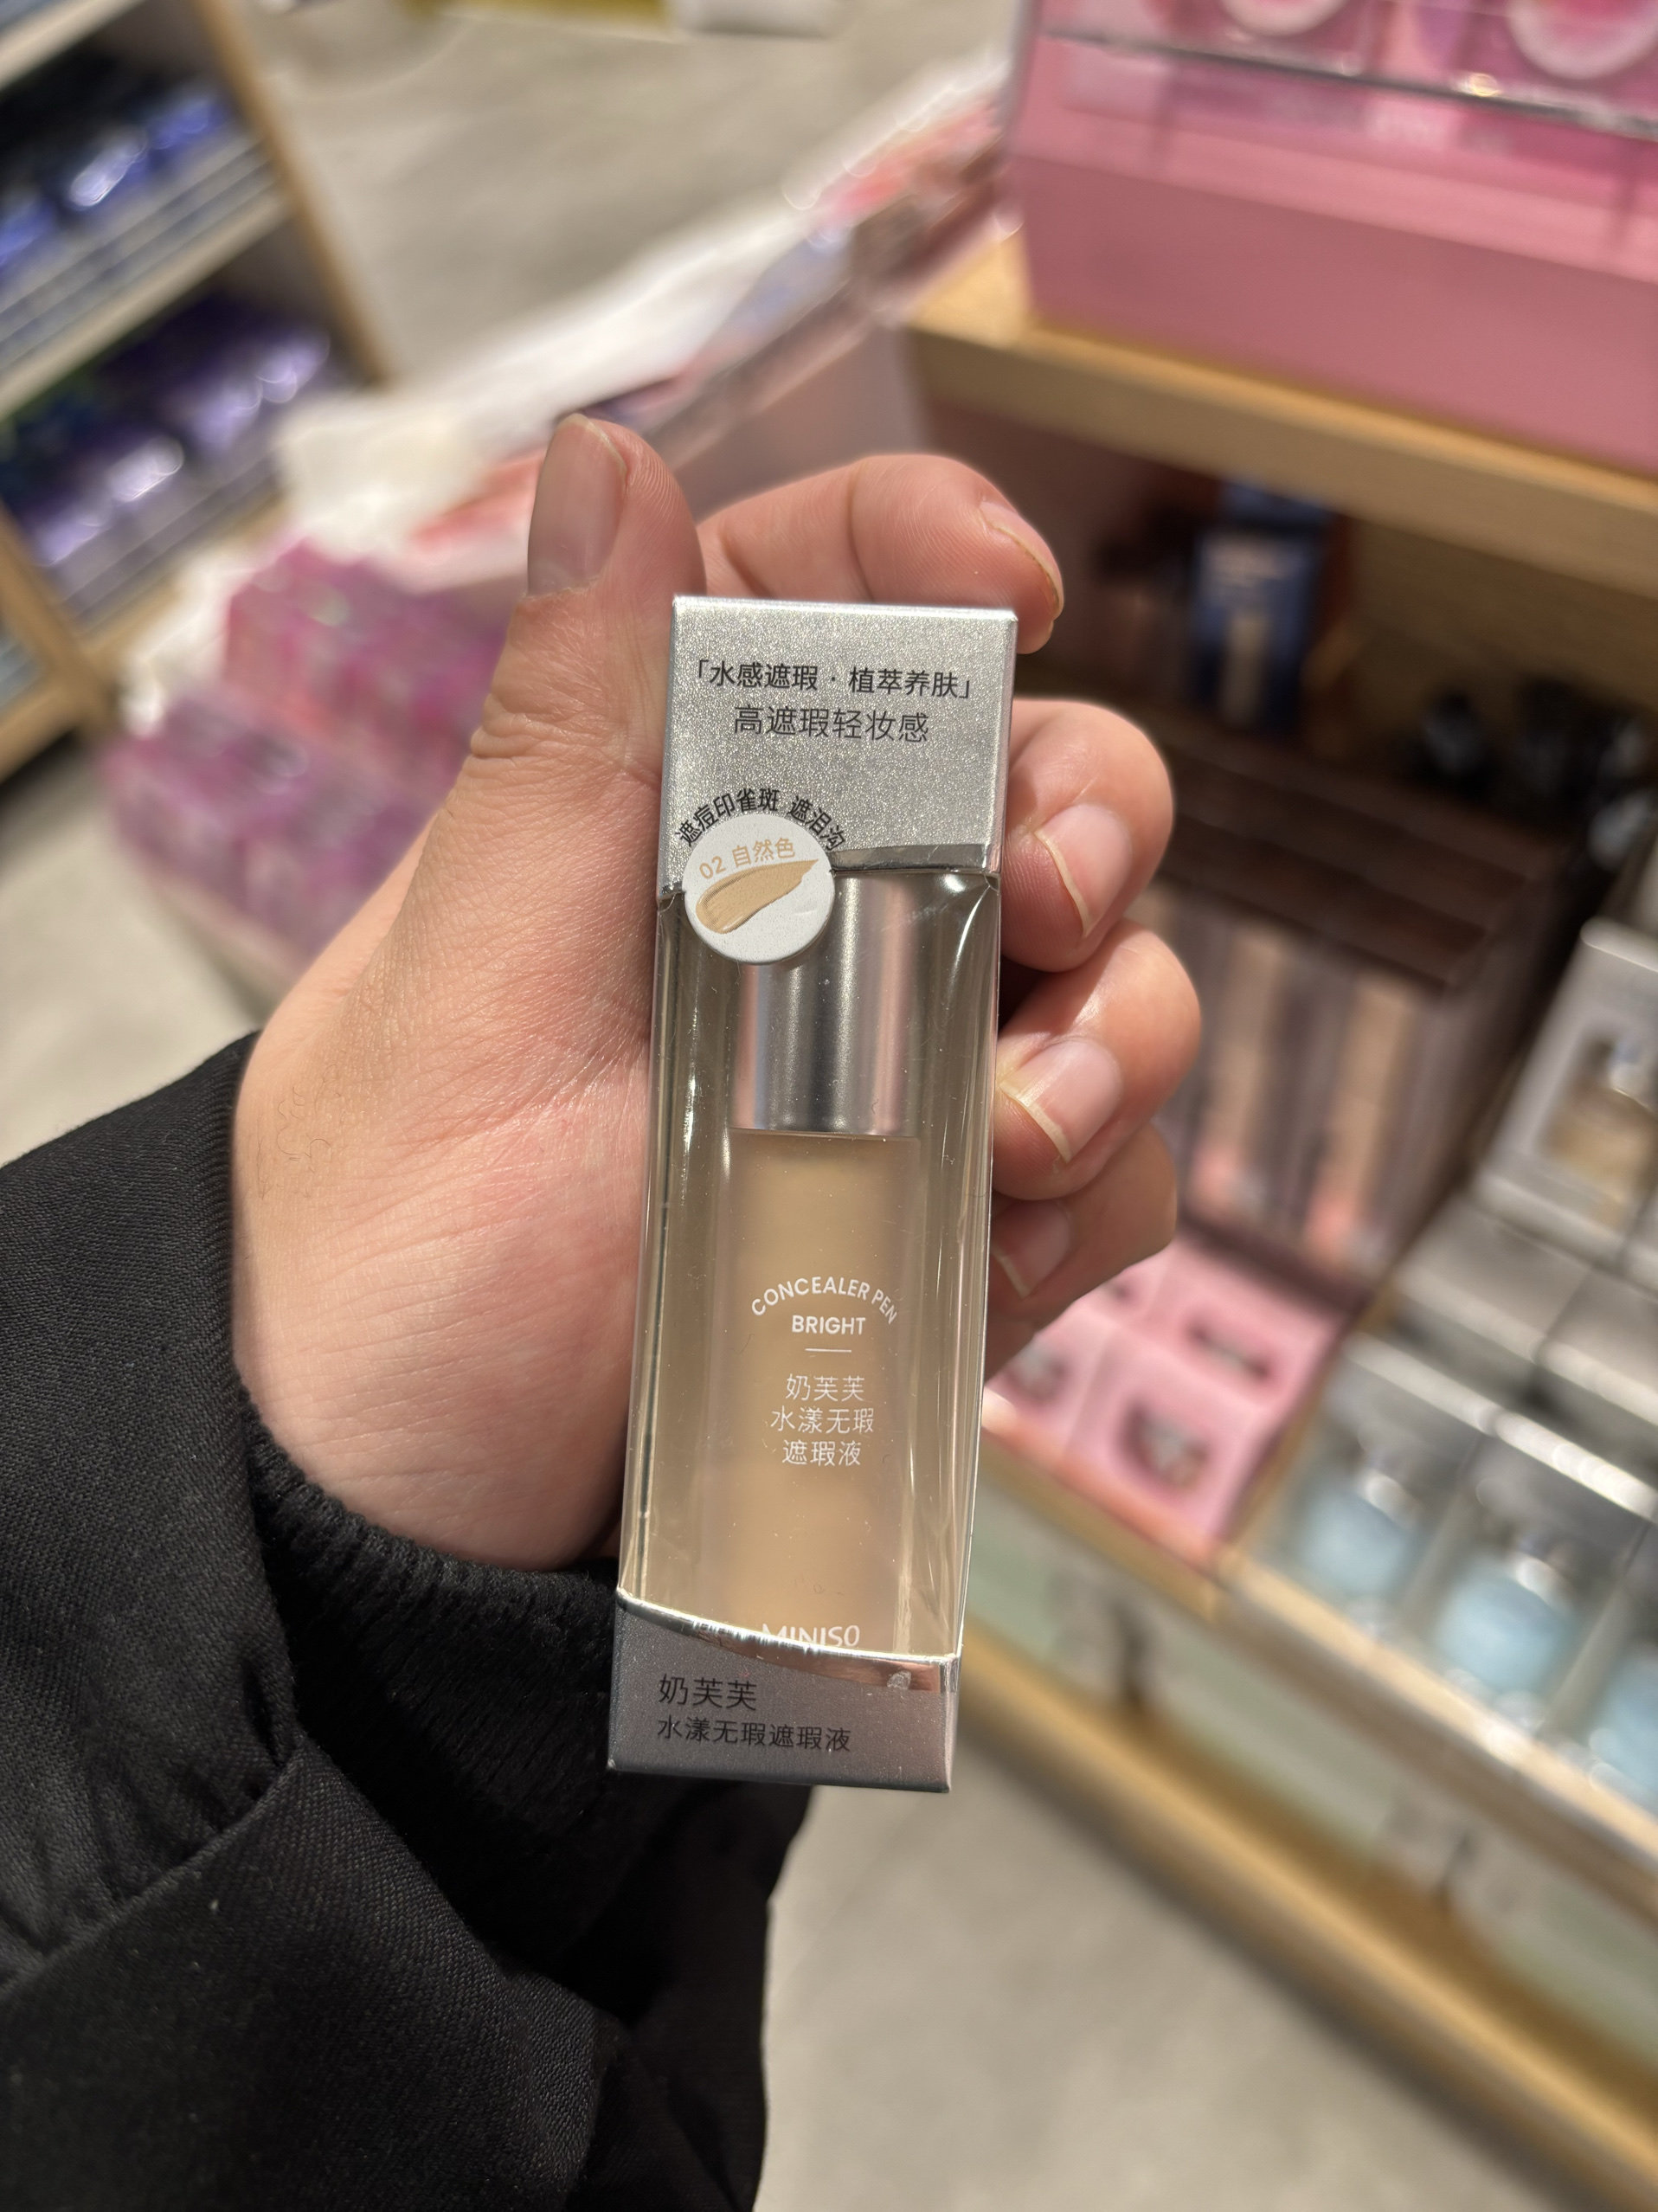 「水感遮瑕·植萃养肤」
高遮瑕轻妆感
遮痘印雀斑 遮泪沟
02 自然色
CONCEALER PEN
BRIGHT
奶芙芙
水漾无瑕
遮瑕液
MINISO
奶芙芙
水漾无瑕遮瑕液